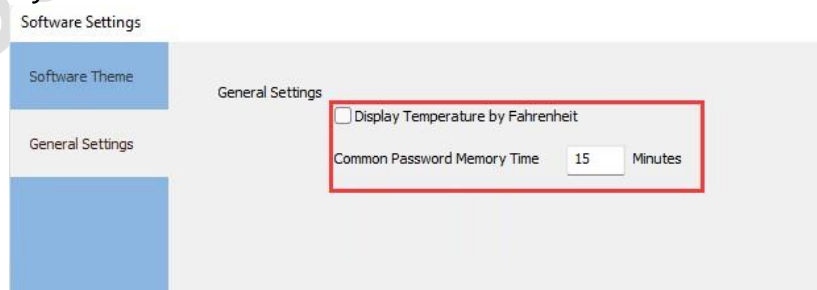 Software Settings
Software Theme
General Settings
General Settings
Display Temperature by Fahrenheit
Common Password Memory Time 15 Minutes